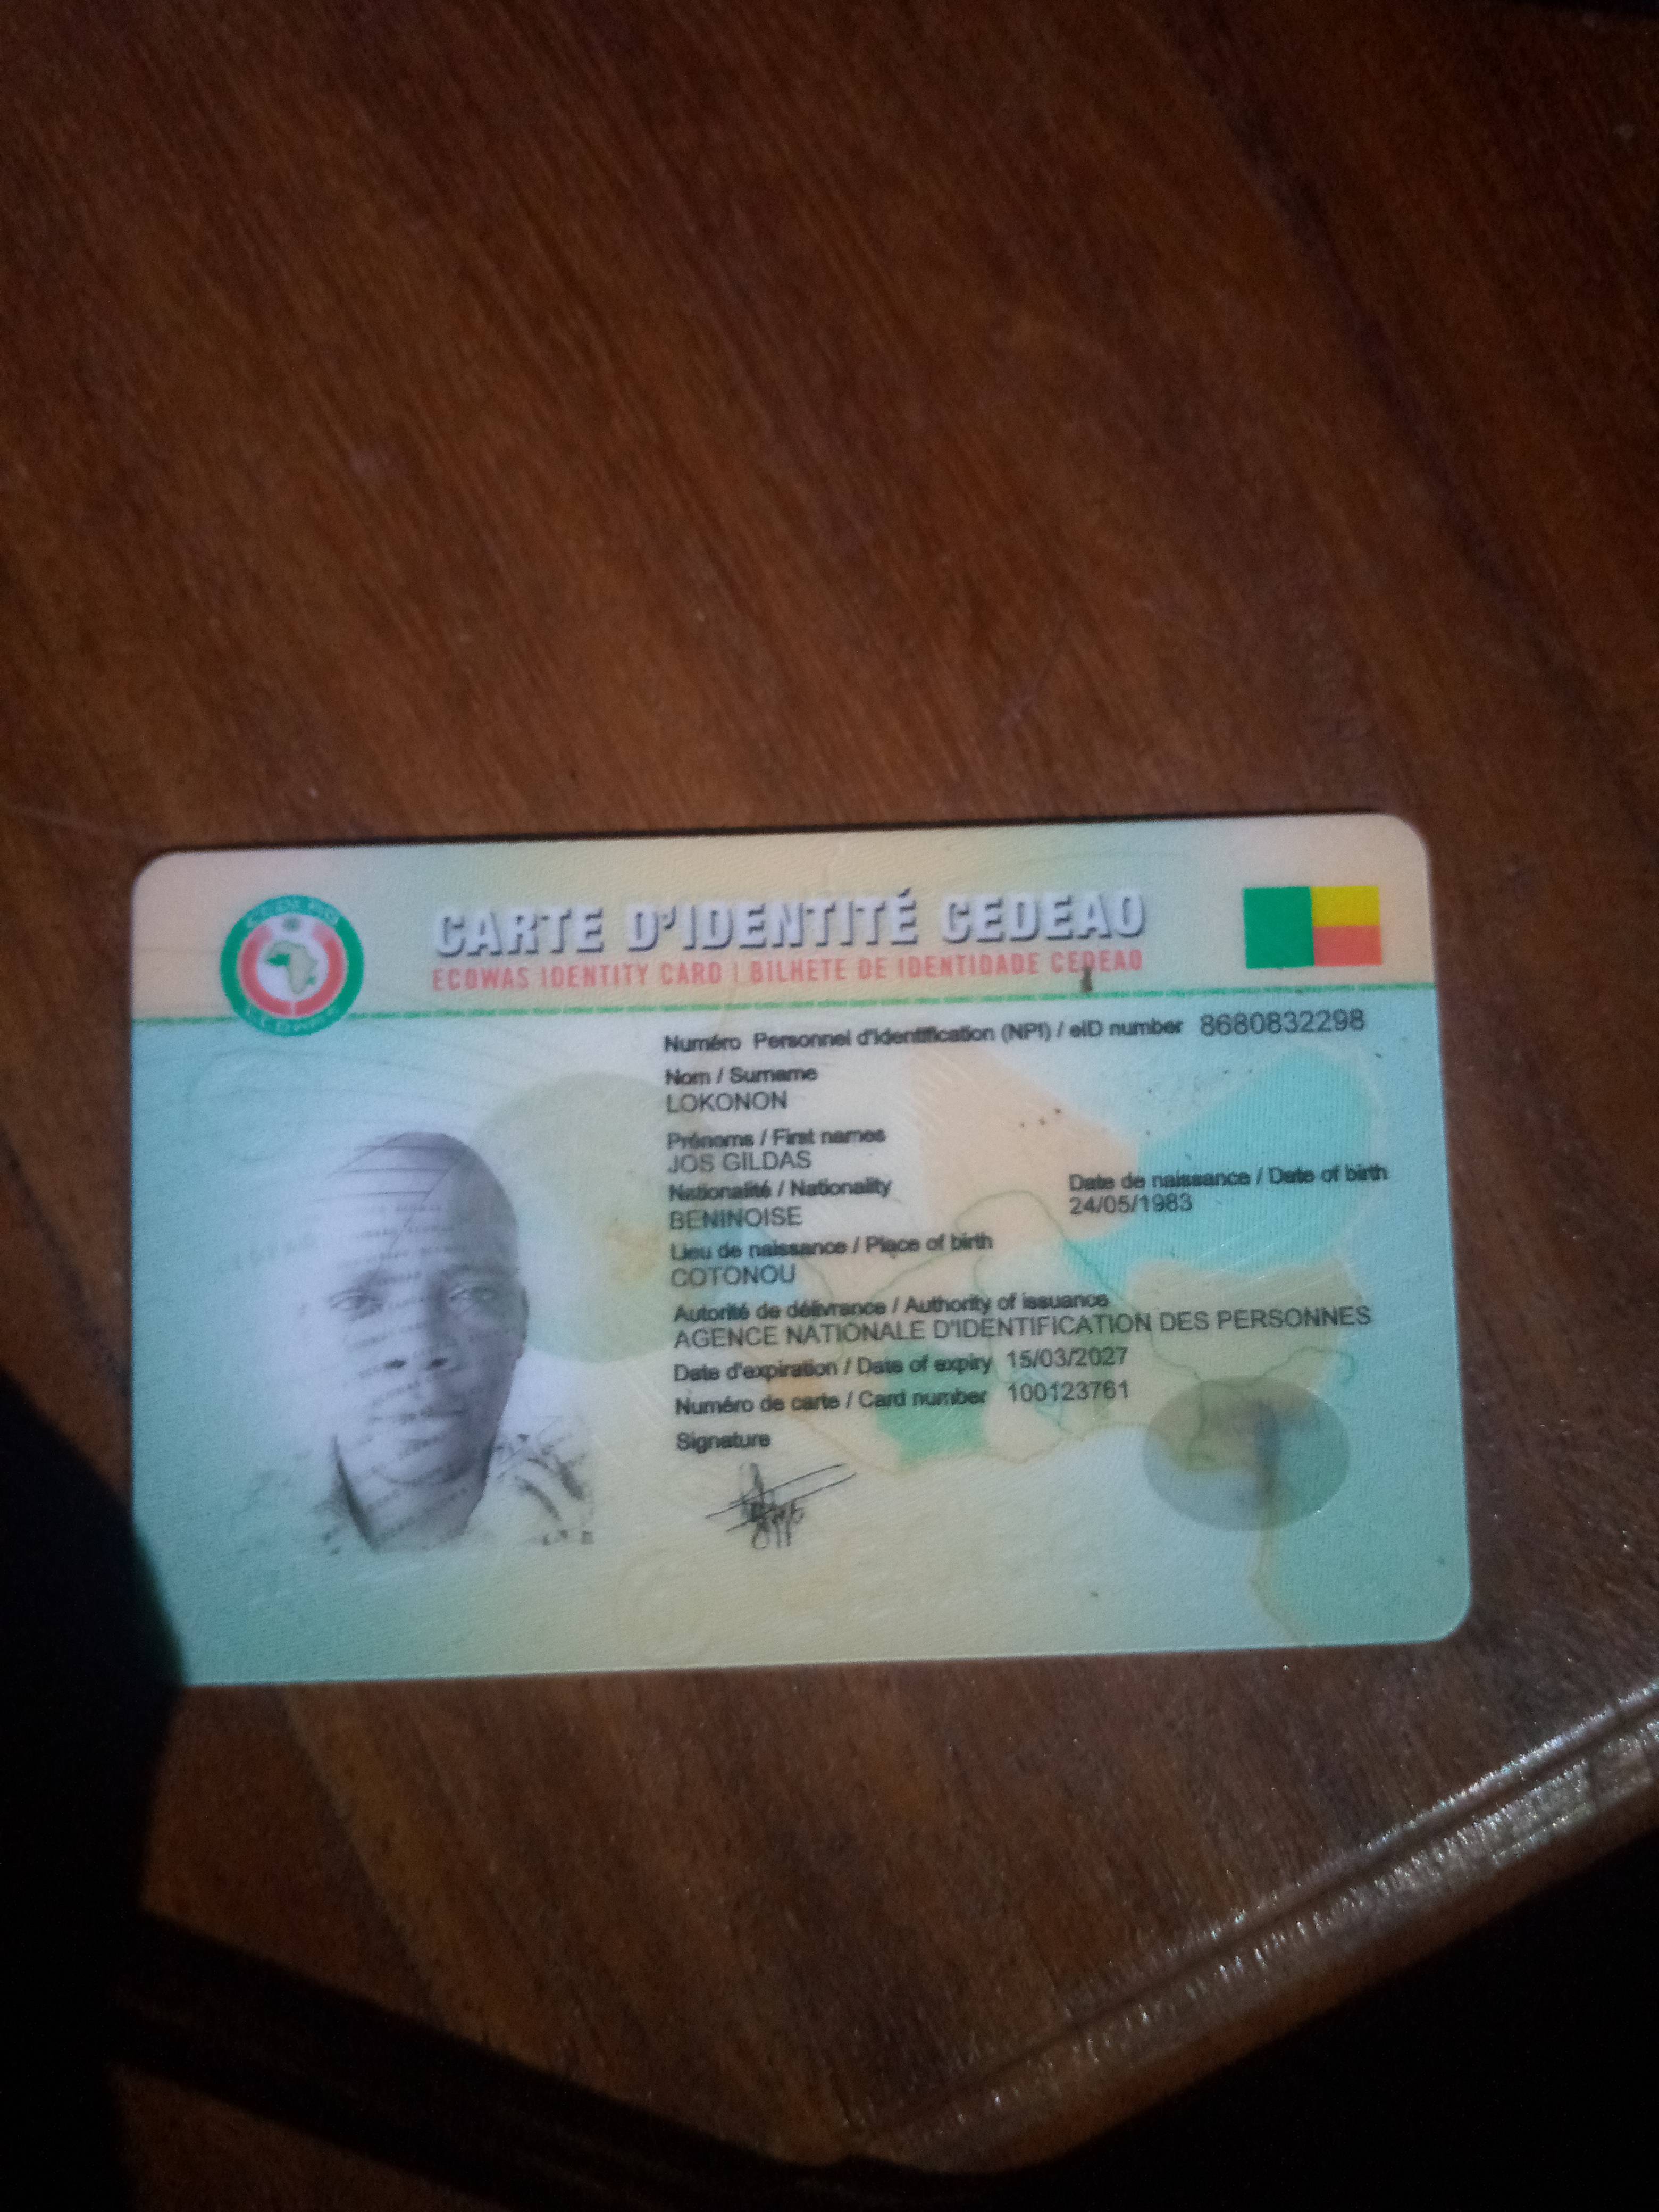 CARTE D'IDENTITÉ CEDEAO
ECOWAS IDENTITY CARD | BILHETE DE IDENTIDADE CEDEAO
Numéro Personnel d'Identification (NPI) / eID number 8680832298
Nom / Surname
LOKONON
Prénoms / First names
JOS GILDAS
Nationalité / Nationality
BENINOISE
Date de naissance / Date of birth
24/05/1983
Lieu de naissance / Place of birth
COTONOU
Autorité de délivrance / Authority of issuance
AGENCE NATIONALE D'IDENTIFICATION DES PERSONNES
Date d'expiration / Date of expiry 15/03/2027
Numéro de carte / Card number 100123761
Signature